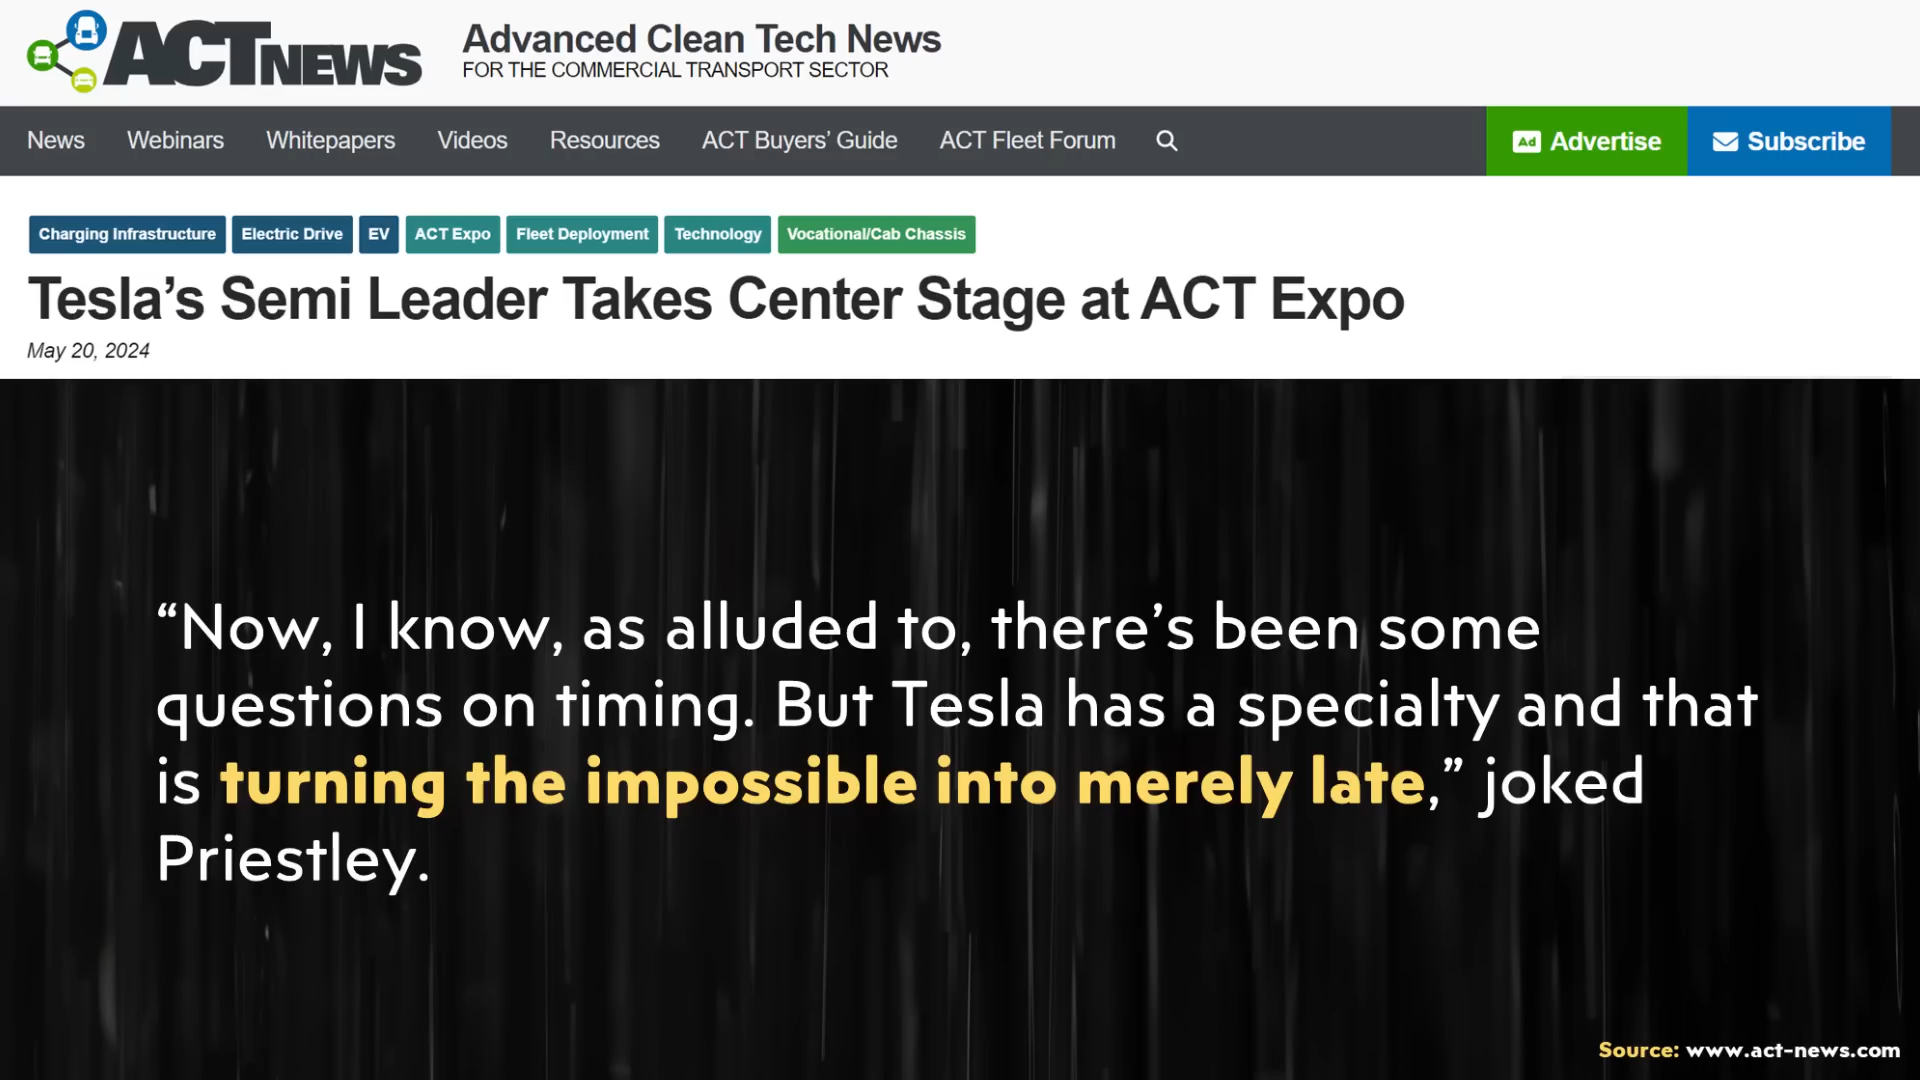 ACT NEWS
Advanced Clean Tech News
FOR THE COMMERCIAL TRANSPORT SECTOR
News Webinars Whitepapers Videos Resources ACT Buyers’ Guide ACT Fleet Forum Ad Advertise Subscribe
Charging Infrastructure Electric Drive EV ACT Expo Fleet Deployment Technology Vocational/Cab Chassis
Tesla’s Semi Leader Takes Center Stage at ACT Expo
May 20, 2024
“Now, I know, as alluded to, there’s been some
questions on timing. But Tesla has a specialty and that
is turning the impossible into merely late,” joked
Priestley.
Source: www.act-news.com